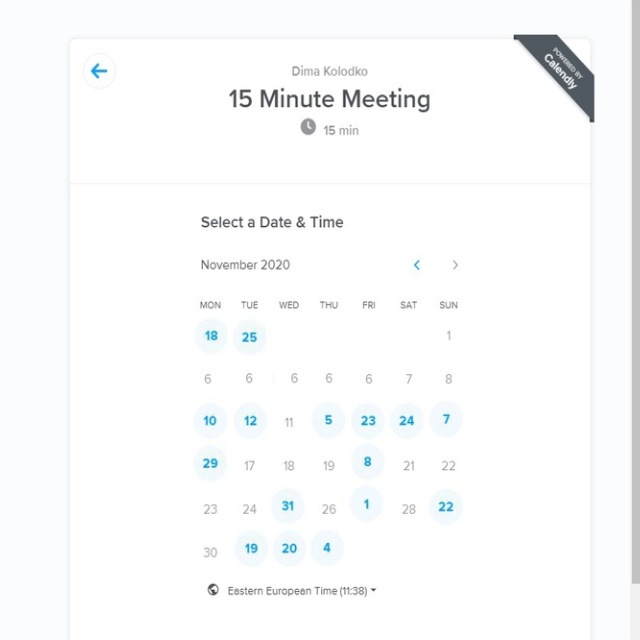 POWERED BY
Calendly
Dima Kolodko
15 Minute Meeting
15 min
Select a Date & Time
November 2020
MON TUE WED THU FRI SAT SUN
18 25 1
6 6 6 6 6 7 8
10 12 11 5 23 24 7
29 17 18 19 8 21 22
23 24 31 26 1 28 22
30 19 20 4
Eastern European Time (11:38)